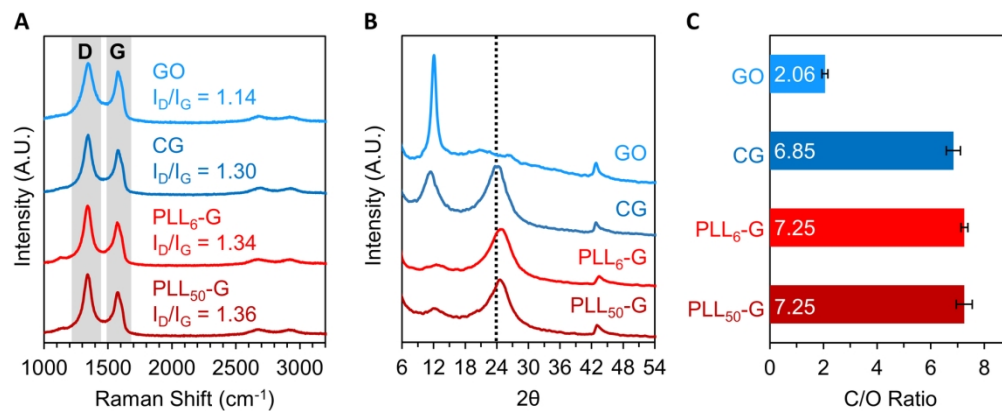 A
D G
GO
I_D/I_G = 1.14
CG
I_D/I_G = 1.30
PLL₆-G
I_D/I_G = 1.34
PLL₅₀-G
I_D/I_G = 1.36
Intensity (A.U.)
1000 2000 3000
Raman Shift (cm⁻¹)
B
GO
CG
PLL₆-G
PLL₅₀-G
Intensity (A.U.)
6 12 18 24 30 36 42 48 54
2θ
C
GO 2.06
CG 6.85
PLL₆-G 7.25
PLL₅₀-G 7.25
0 2 4 6 8
C/O Ratio